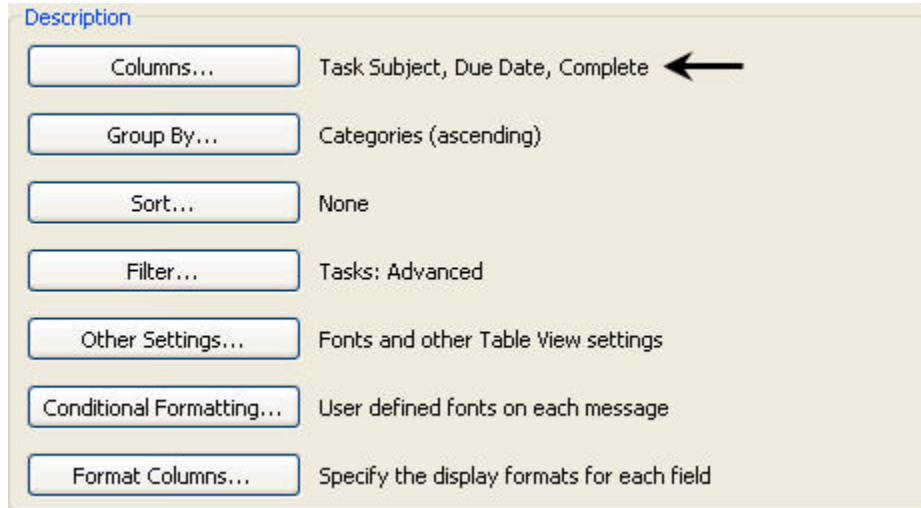 Description
Columns... Task Subject, Due Date, Complete
Group By... Categories (ascending)
Sort... None
Filter... Tasks: Advanced
Other Settings... Fonts and other Table View settings
Conditional Formatting... User defined fonts on each message
Format Columns... Specify the display formats for each field